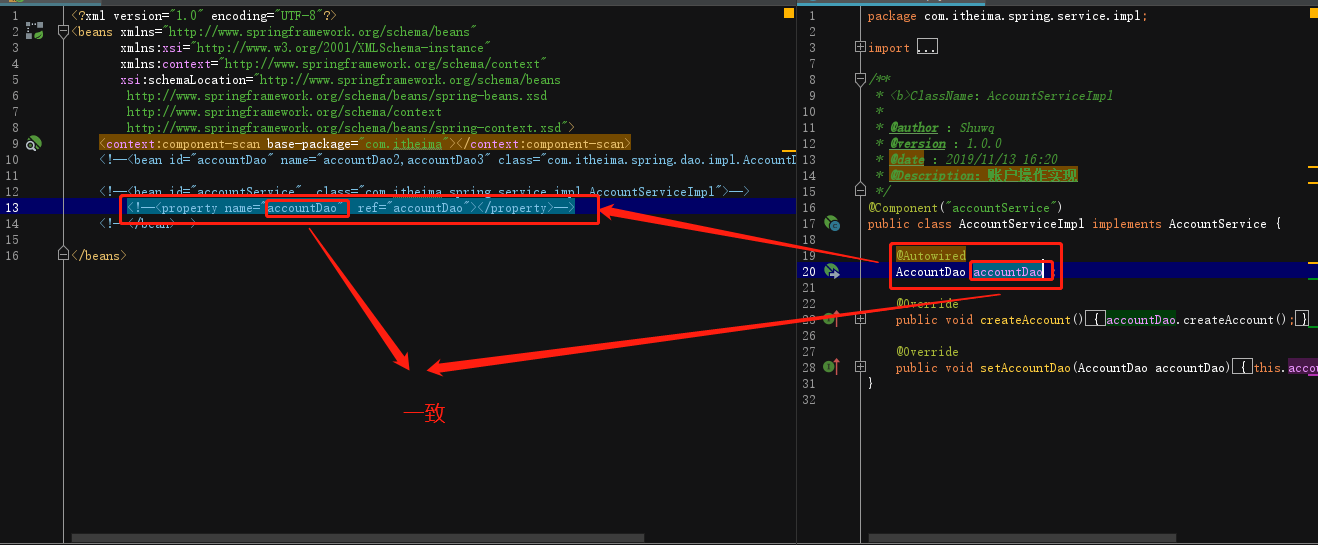 1 <?xml version="1.0" encoding="UTF-8"?>
2 <beans xmlns="http://www.springframework.org/schema/beans"
3 xmlns:xsi="http://www.w3.org/2001/XMLSchema-instance"
4 xmlns:context="http://www.springframework.org/schema/context"
5 xsi:schemaLocation="http://www.springframework.org/schema/beans
6 http://www.springframework.org/schema/beans/spring-beans.xsd
7 http://www.springframework.org/schema/context
8 http://www.springframework.org/schema/beans/spring-context.xsd">
9 <context:component-scan base-package="com.itheima"></context:component-scan>
10 <!--<bean id="accountDao" name="accountDao2,accountDao3" class="com.itheima.spring.dao.impl.AccountD
11
12 <!--<bean id="accountService" class="com.itheima.spring.service.impl.AccountServiceImpl">-->
13 <!--<property name="accountDao" ref="accountDao"></property>-->
14 <!--</bean>-->
15
16 </beans>
一致
1 package com.itheima.spring.service.impl;
2
3 import ...
7
8 /**
9 * <b>ClassName: AccountServiceImpl
10 *
11 * @author : Shuwq
12 * @version : 1.0.0
13 * @date : 2019/11/13 16:20
14 * @Description: 账户操作实现
15 */
16 @Component("accountService")
17 public class AccountServiceImpl implements AccountService {
18
19 @Autowired
20 AccountDao accountDao;
21
22 @Override
23 public void createAccount() { accountDao.createAccount(); }
26
27 @Override
28 public void setAccountDao(AccountDao accountDao) { this.accou
31 }
32